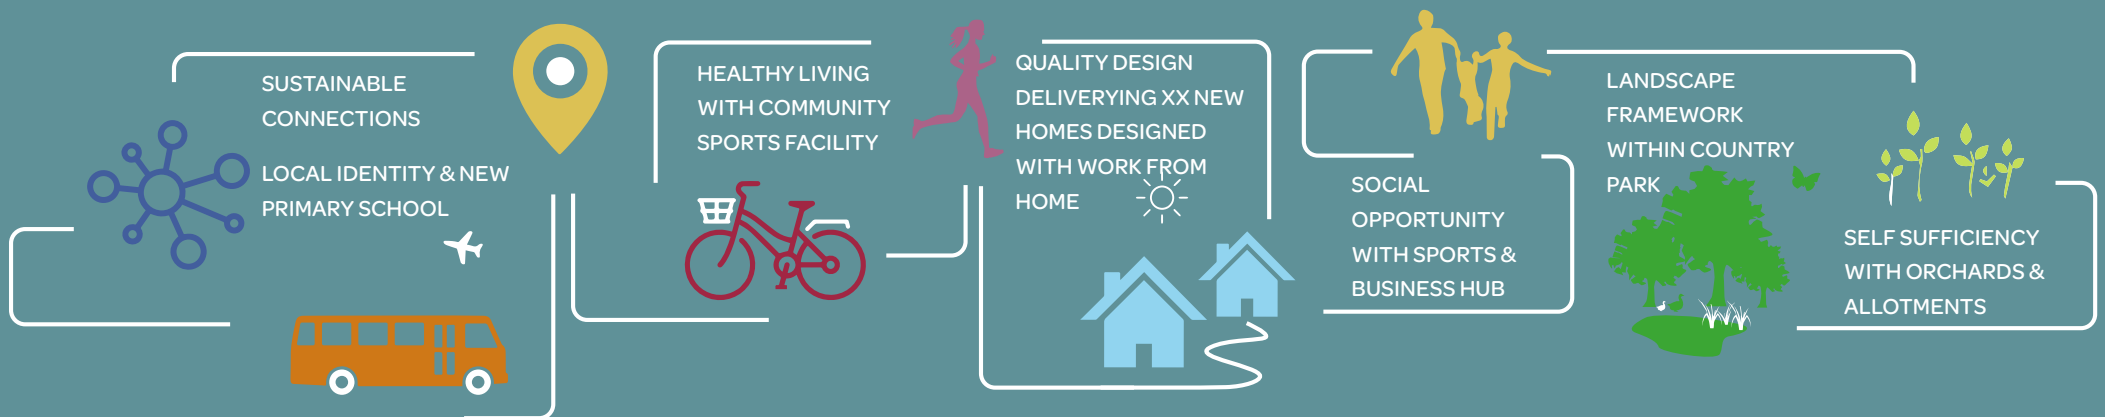 SUSTAINABLE
CONNECTIONS
LOCAL IDENTITY & NEW
PRIMARY SCHOOL
HEALTHY LIVING
WITH COMMUNITY
SPORTS FACILITY
QUALITY DESIGN
DELIVERYING XX NEW
HOMES DESIGNED
WITH WORK FROM
HOME
SOCIAL
OPPORTUNITY
WITH SPORTS &
BUSINESS HUB
LANDSCAPE
FRAMEWORK
WITHIN COUNTRY
PARK
SELF SUFFICIENCY
WITH ORCHARDS &
ALLOTMENTS